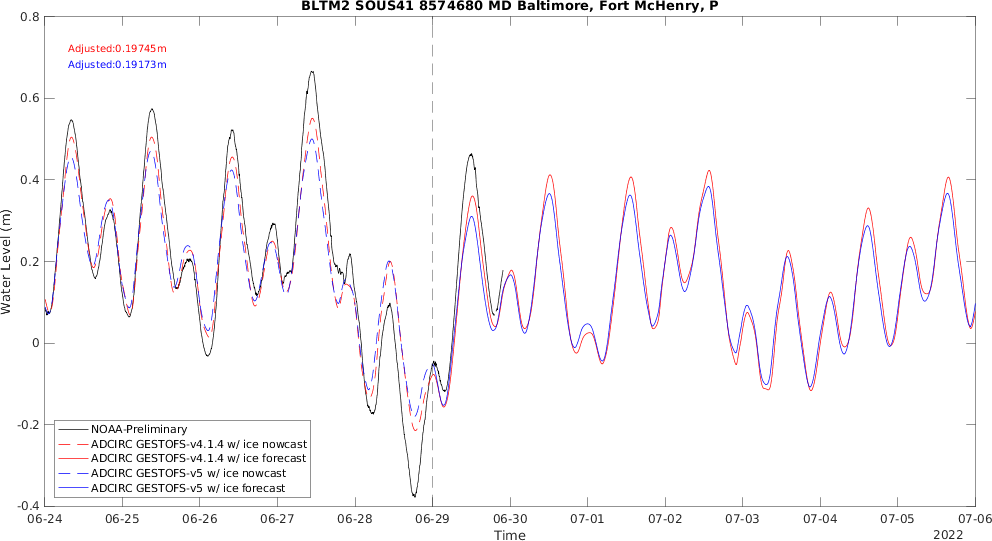 BLTM2 SOUS41 8574680 MD Baltimore, Fort McHenry, P
Adjusted:0.19745m
Adjusted:0.19173m
Water Level (m)
0.8
0.6
0.4
0.2
0
-0.2
-0.4
NOAA-Preliminary
ADCIRC GESTOFS-v4.1.4 w/ ice nowcast
ADCIRC GESTOFS-v4.1.4 w/ ice forecast
ADCIRC GESTOFS-v5 w/ ice nowcast
ADCIRC GESTOFS-v5 w/ ice forecast
06-24 06-25 06-26 06-27 06-28 06-29 06-30 07-01 07-02 07-03 07-04 07-05 07-06
Time
2022